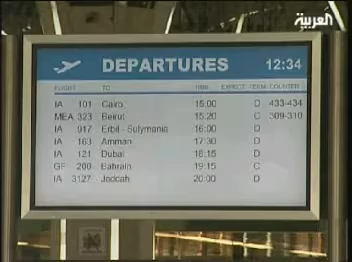 العربية
DEPARTURES 12:34
FLIGHT TO TIME EXPECT TERM COUNTER
IA 101 Cairo 15:00 D 433-434
MEA 323 Beirut 15:20 C 309-310
IA 917 Erbil - Sulymania 16:00 D
IA 163 Amman 17:30 D
IA 121 Dubai 18:15 D
GF 200 Bahrain 19:15 C
IA 3127 Jeddah 20:00 D